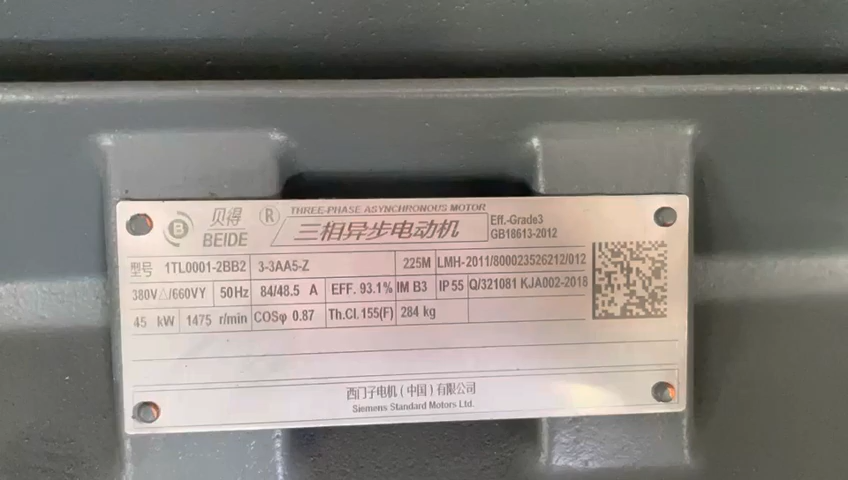 B 贝得 BEIDE ®
THREE-PHASE ASYNCHRONOUS MOTOR
三相异步电动机
Eff.-Grade3
GB18613-2012
型号 1TL0001-2BB2 3-3AA5-Z 225M LMH-2011/800023526212/012
380V△/660VY 50Hz 84/48.5 A EFF. 93.1% IM B3 IP 55 Q/321081 KJA002-2018
45 kW 1475 r/min COSφ 0.87 Th.Cl.155(F) 284 kg
西门子电机(中国)有限公司
Siemens Standard Motors Ltd.